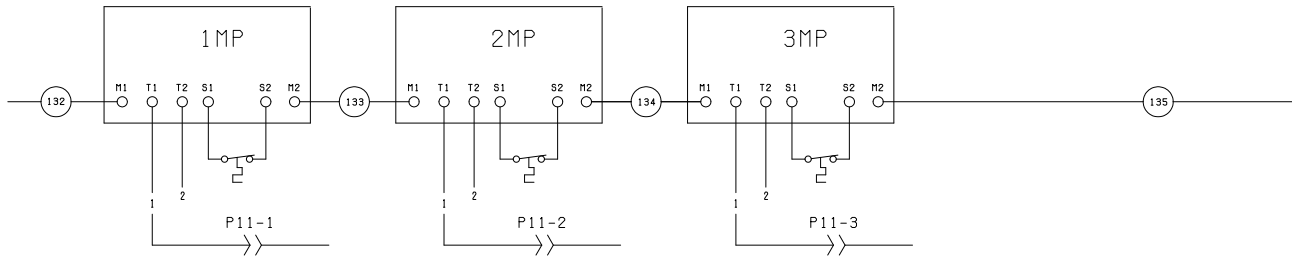 1MP 2MP 3MP
M1 T1 T2 S1 S2 M2 M1 T1 T2 S1 S2 M2 M1 T1 T2 S1 S2 M2
132 133 134 135
2 2 2
1 1 1
P11-1 P11-2 P11-3